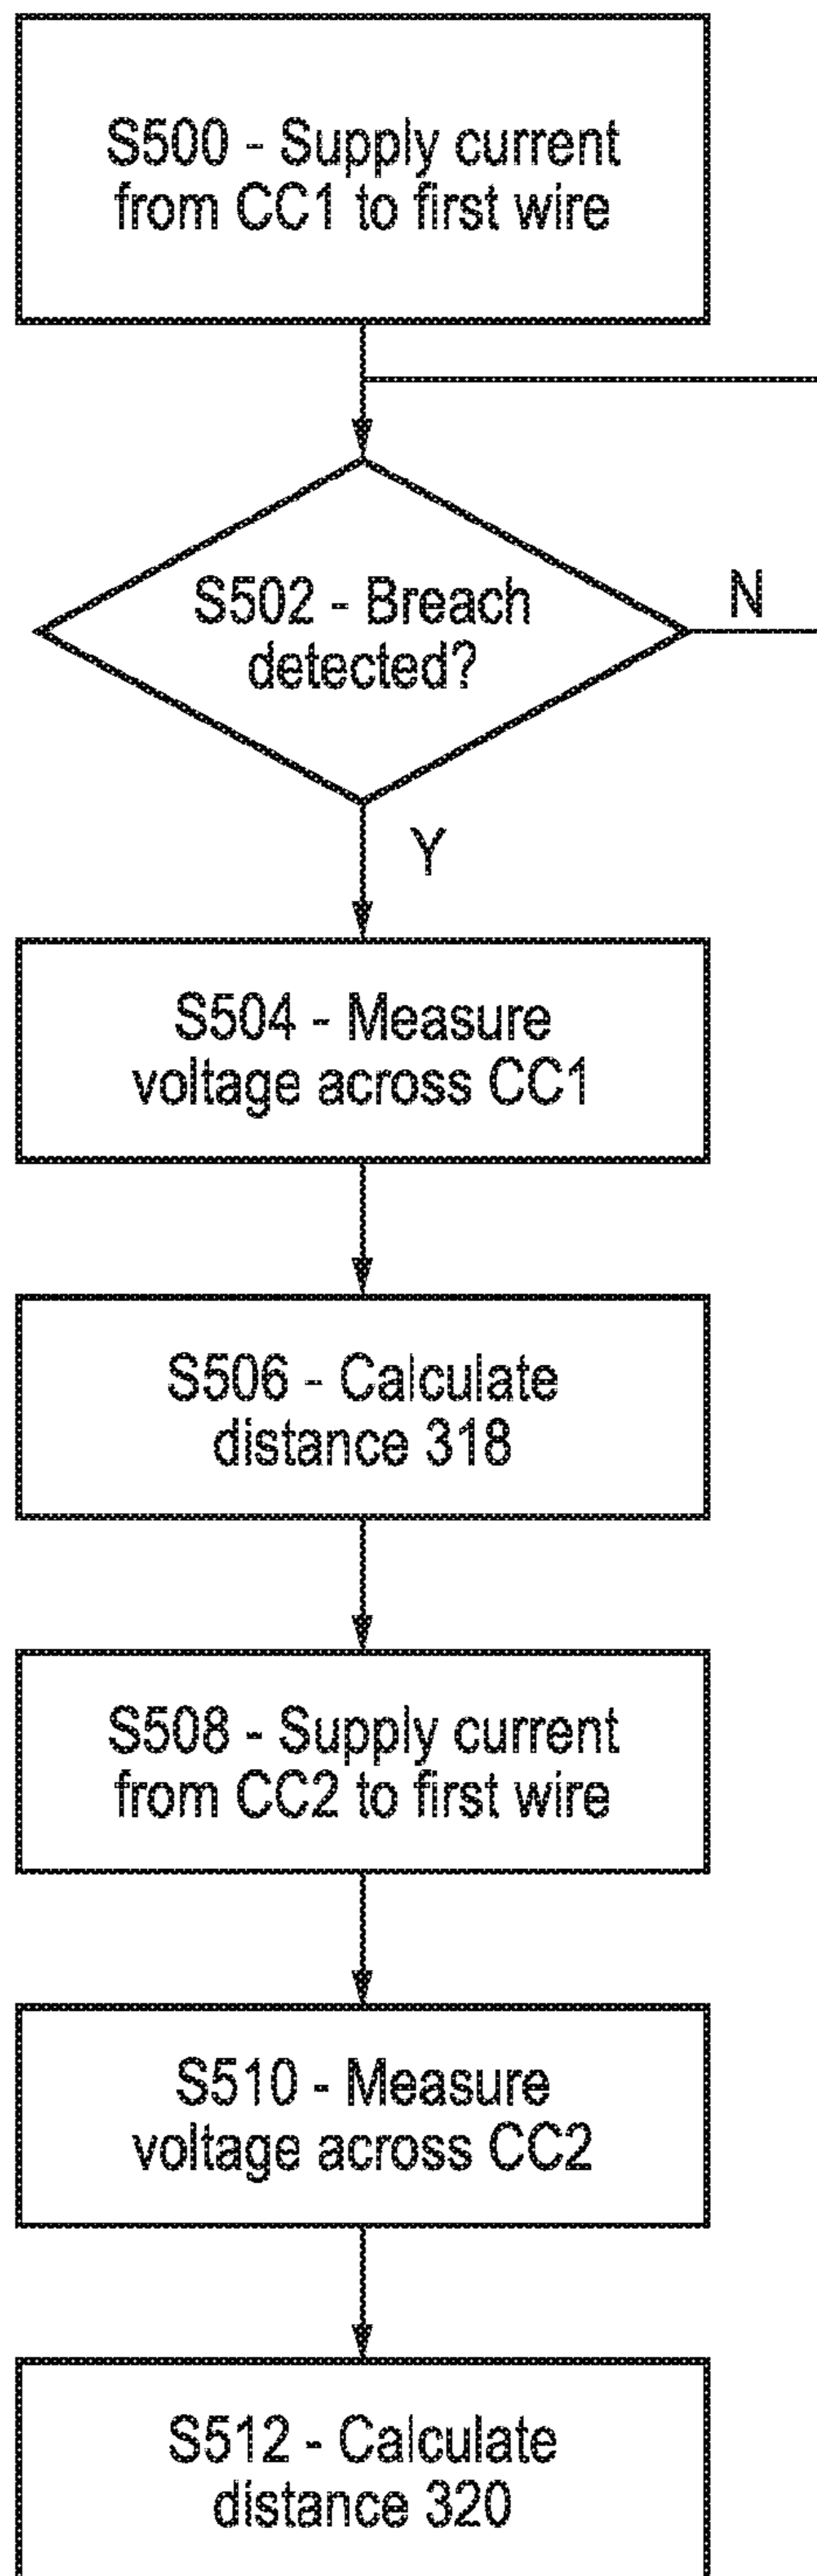 S500 - Supply current
from CC1 to first wire
S502 - Breach
detected?
N
Y
S504 - Measure
voltage across CC1
S506 - Calculate
distance 318
S508 - Supply current
from CC2 to first wire
S510 - Measure
voltage across CC2
S512 - Calculate
distance 320